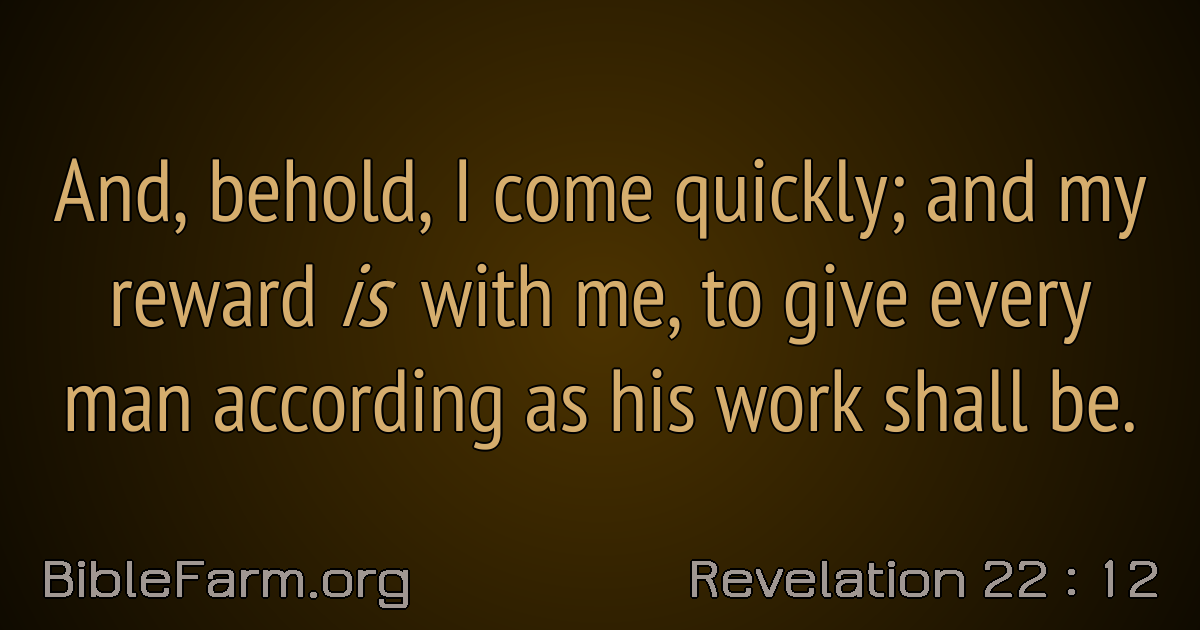 And, behold, I come quickly; and my
reward is with me, to give every
man according as his work shall be.
BibleFarm.org
Revelation 22 : 12